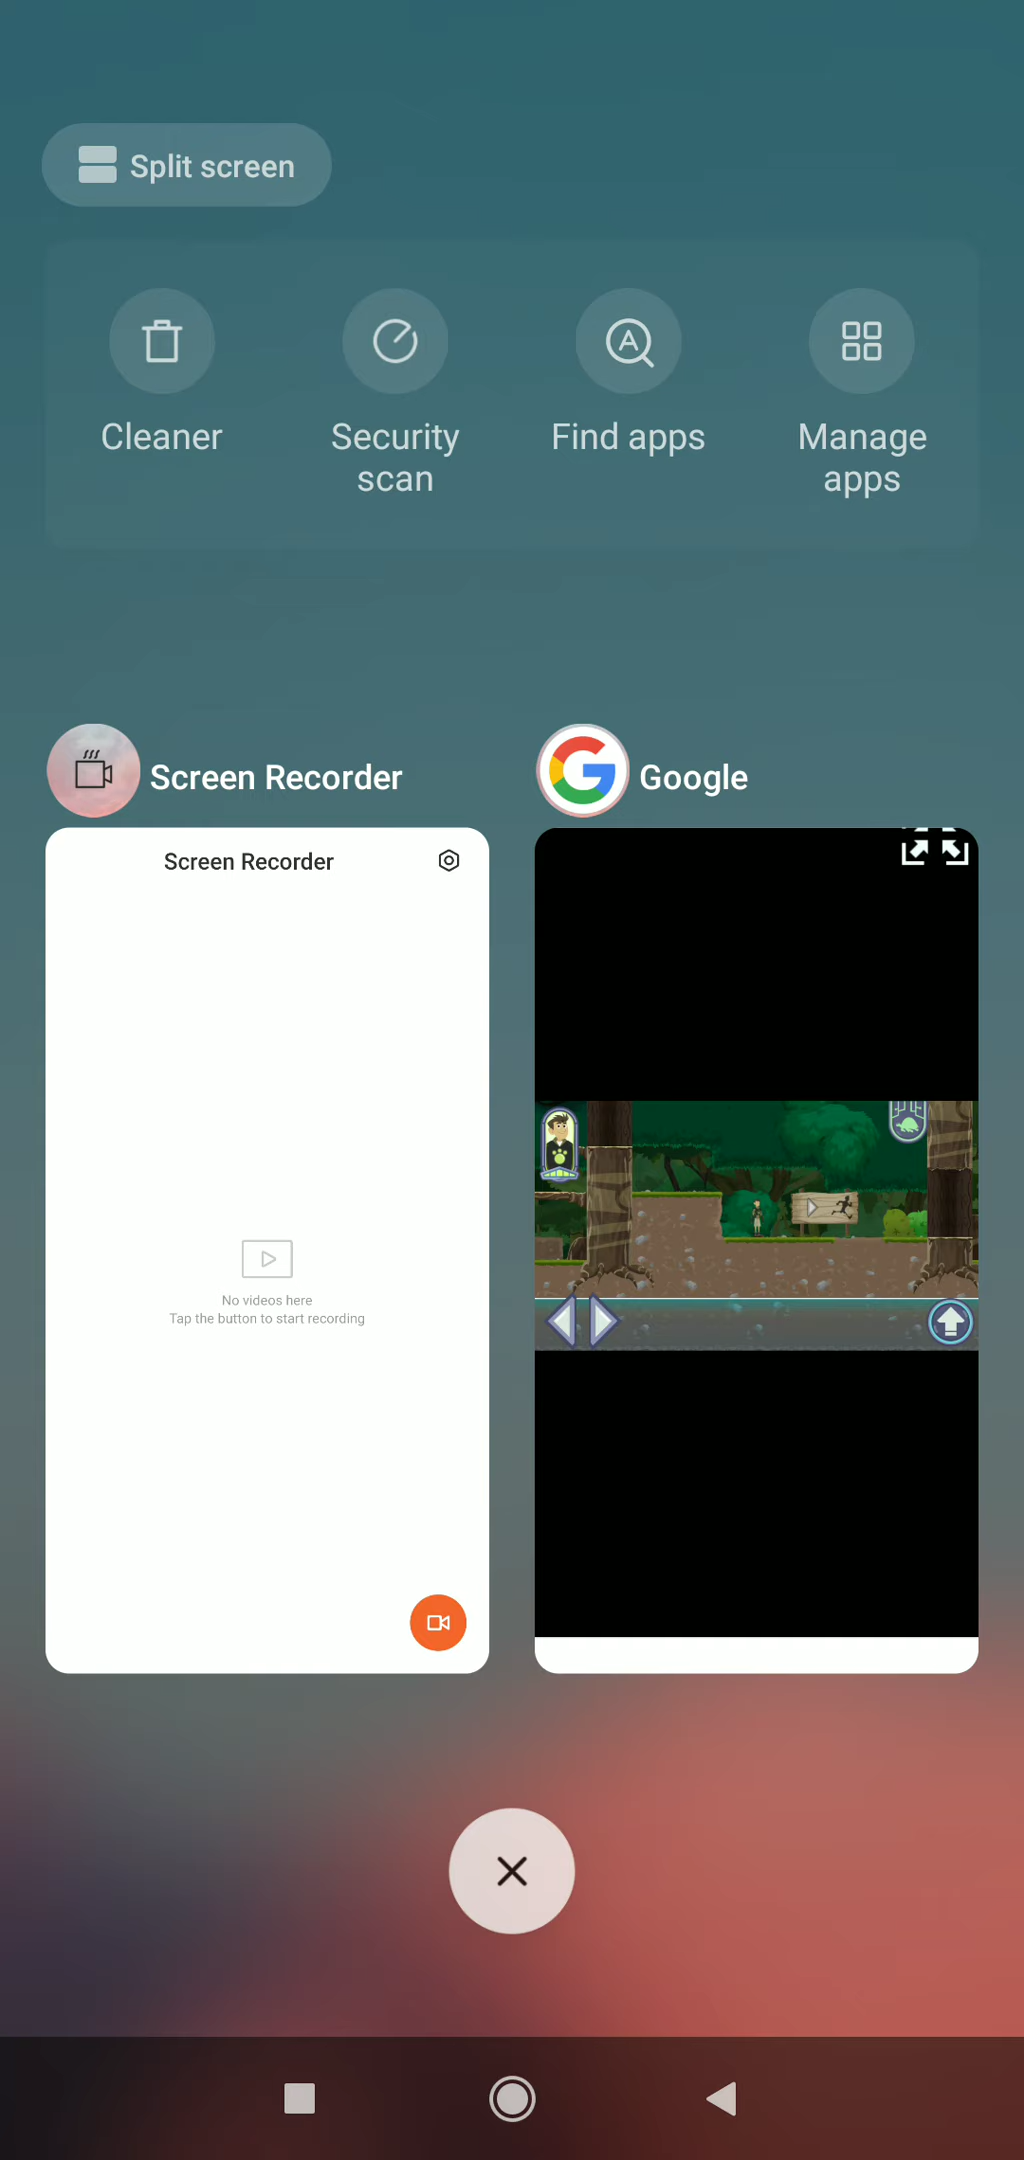 Split screen
Cleaner
Security
scan
Find apps
Manage
apps
Screen Recorder
Google
Screen Recorder
No videos here
Tap the button to start recording